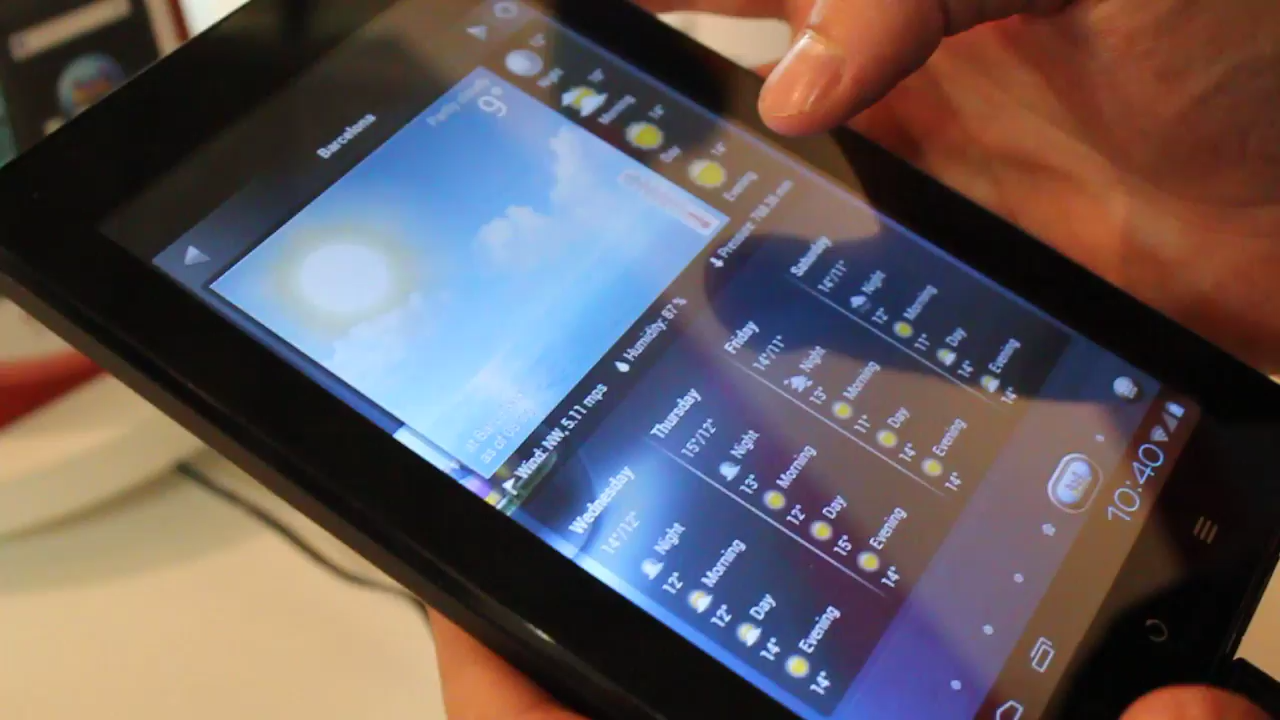 Barcelona
Partly cloudy
9°
Night
Morning
Day
14°
Evening
14°
Wind: NW, 5.11 mps
Humidity: 87 %
Pressure: 768.36 mm
Wednesday
14°/12°
Night
12°
Morning
12°
Day
14°
Evening
14°
Thursday
15°/12°
Night
13°
Morning
12°
Day
15°
Evening
14°
Friday
14°/11°
Night
13°
Morning
11°
Day
14°
Evening
14°
Saturday
14°/11°
Night
12°
Morning
11°
Day
14°
Evening
14°
10:40